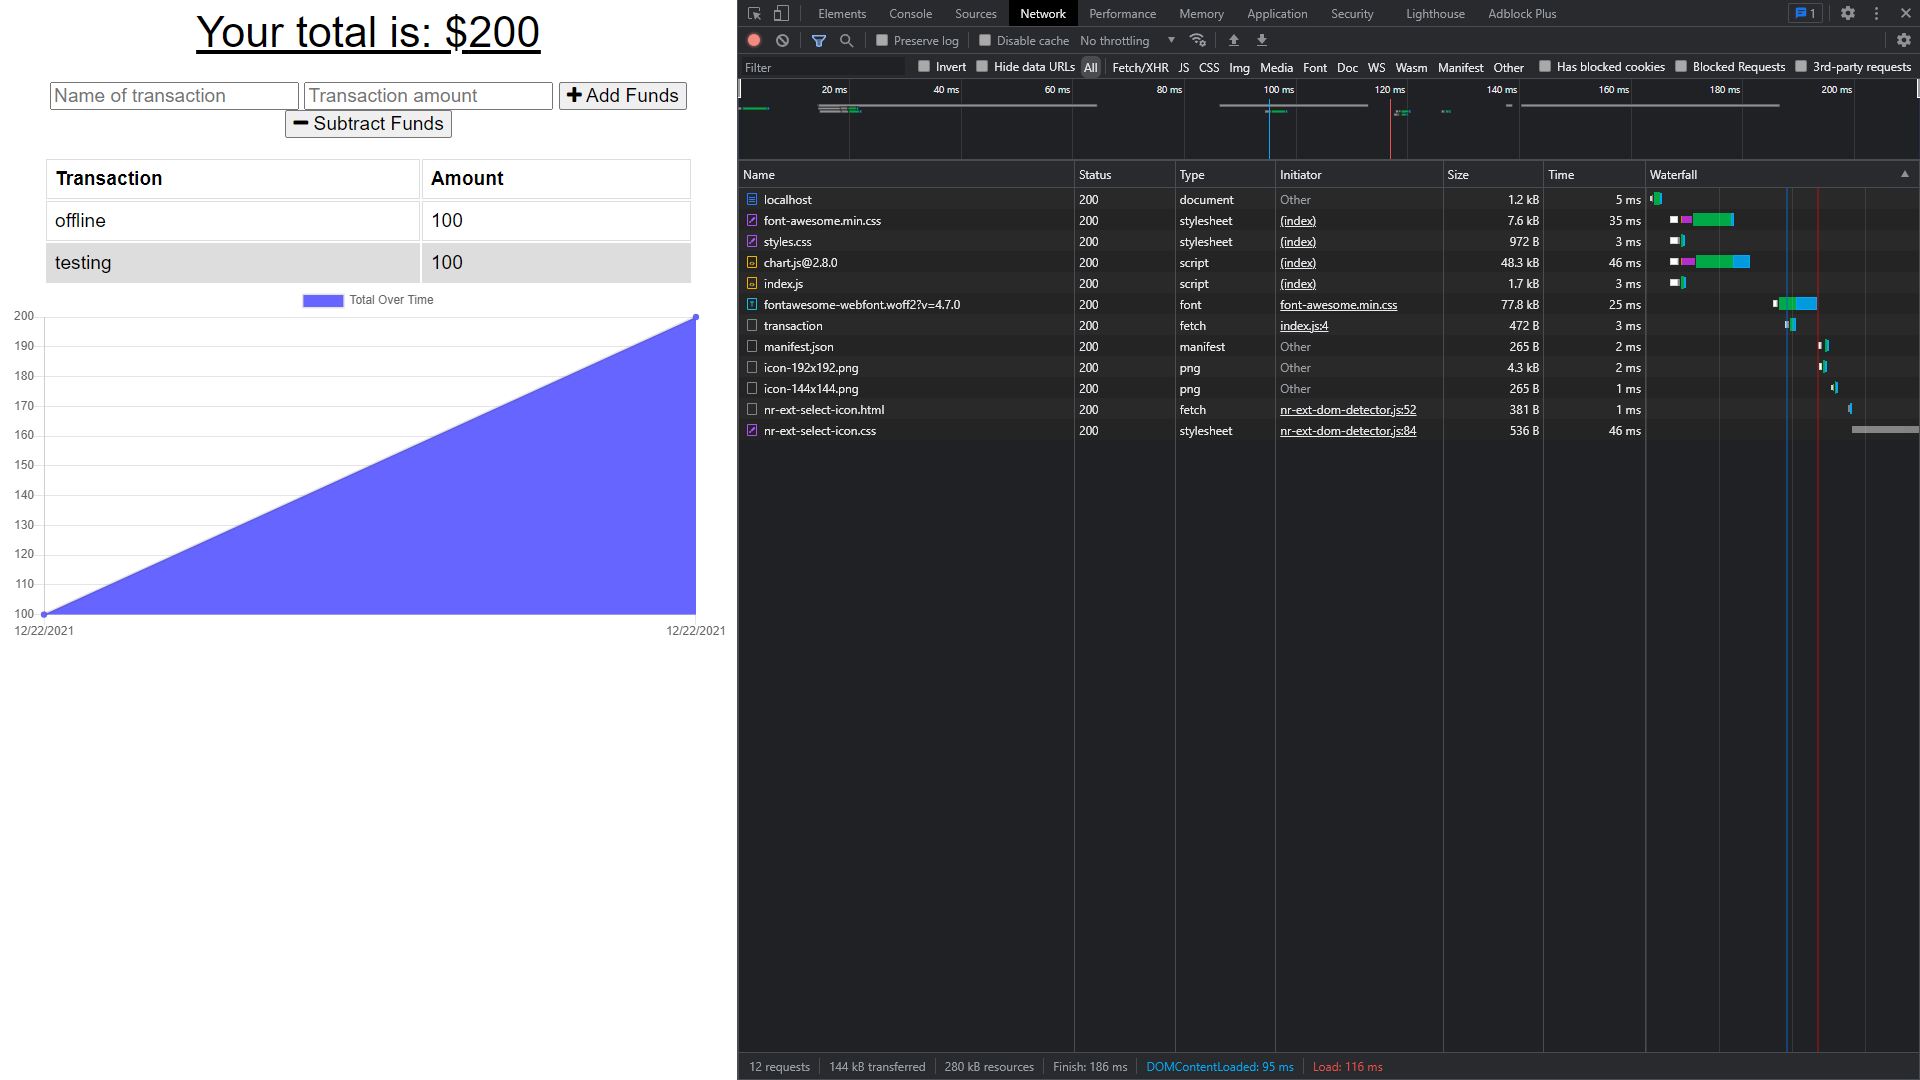 Your total is: $200
Name of transaction Transaction amount Add Funds
Subtract Funds
Transaction Amount
offline 100
testing 100
Total Over Time
200
190
180
170
160
150
140
130
120
110
100
12/22/2021 12/22/2021
Elements Console Sources Network Performance Memory Application Security Lighthouse Adblock Plus 1
Preserve log Disable cache No throttling
Filter Invert Hide data URLs All Fetch/XHR JS CSS Img Media Font Doc WS Wasm Manifest Other Has blocked cookies Blocked Requests 3rd-party requests
20 ms 40 ms 60 ms 80 ms 100 ms 120 ms 140 ms 160 ms 180 ms 200 ms
Name Status Type Initiator Size Time Waterfall
localhost 200 document Other 1.2 kB 5 ms
font-awesome.min.css 200 stylesheet (index) 7.6 kB 35 ms
styles.css 200 stylesheet (index) 972 B 3 ms
chart.js@2.8.0 200 script (index) 48.3 kB 46 ms
index.js 200 script (index) 1.7 kB 3 ms
fontawesome-webfont.woff2?v=4.7.0 200 font font-awesome.min.css 77.8 kB 25 ms
transaction 200 fetch index.js:4 472 B 3 ms
manifest.json 200 manifest Other 265 B 2 ms
icon-192x192.png 200 png Other 4.3 kB 2 ms
icon-144x144.png 200 png Other 265 B 1 ms
nr-ext-select-icon.html 200 fetch nr-ext-dom-detector.js:52 381 B 1 ms
nr-ext-select-icon.css 200 stylesheet nr-ext-dom-detector.js:84 536 B 46 ms
12 requests 144 kB transferred 280 kB resources Finish: 186 ms DOMContentLoaded: 95 ms Load: 116 ms